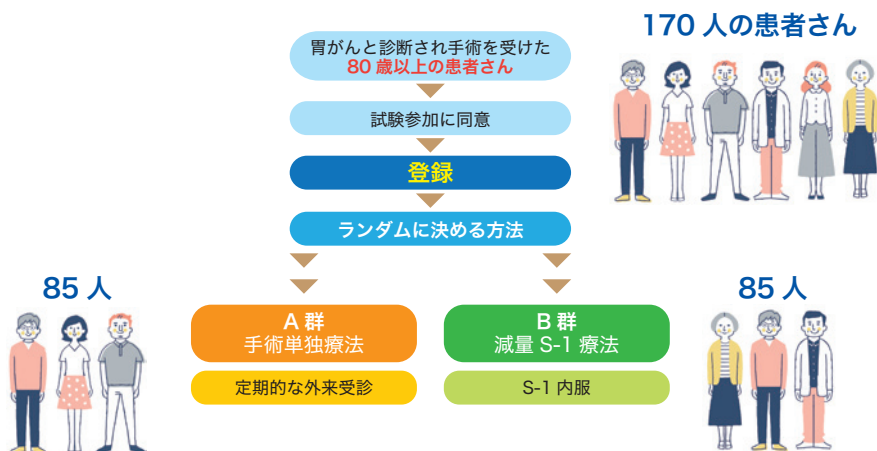 170 人の患者さん
胃がんと診断され手術を受けた
80 歳以上の患者さん
試験参加に同意
登録
ランダムに決める方法
85 人
A 群
手術単独療法
定期的な外来受診
B 群
減量 S-1 療法
S-1 内服
85 人